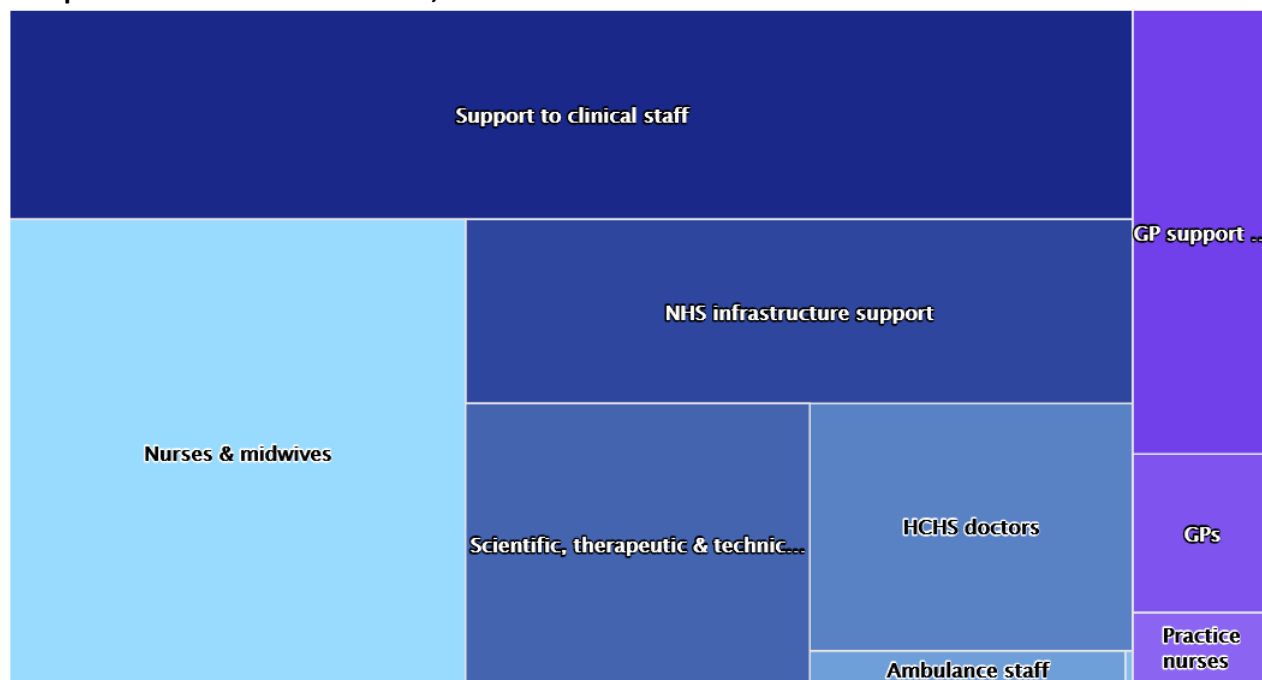 Support to clinical staff
GP support ...
NHS infrastructure support
Nurses & midwives
HCHS doctors
GPs
Scientific, therapeutic & technic...
Practice
nurses
Ambulance staff